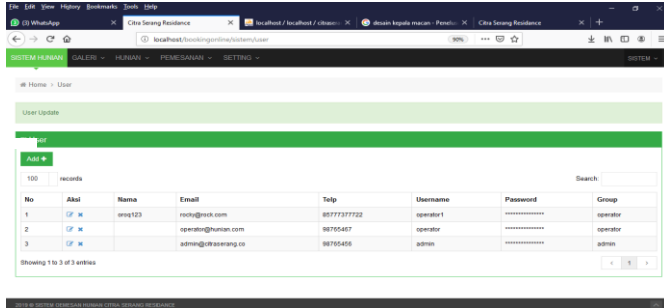 File Edit View History Bookmarks Tools Help
(3) WhatsApp
Citra Serang Residance
localhost / localhost / citraser
desain kepala macan - Penelu
Citra Serang Residance
localhost/bookingonline/sistem/user
90%
SISTEM HUNIAN GALERI HUNIAN PEMESANAN SETTING SISTEM
Home > User
User Update
User
Add +
100 records Search:
No Aksi Nama Email Telp Username Password Group
1 oroq123 rocky@rock.com 85777377722 operator1 *************** operator
2 operator@hunian.com 98765467 operator *************** operator
3 admin@citraserang.co 98765456 admin *************** admin
Showing 1 to 3 of 3 entries
1
2019 © SISTEM DEMESAN HUNIAN CITRA SERANG RESIDANCE